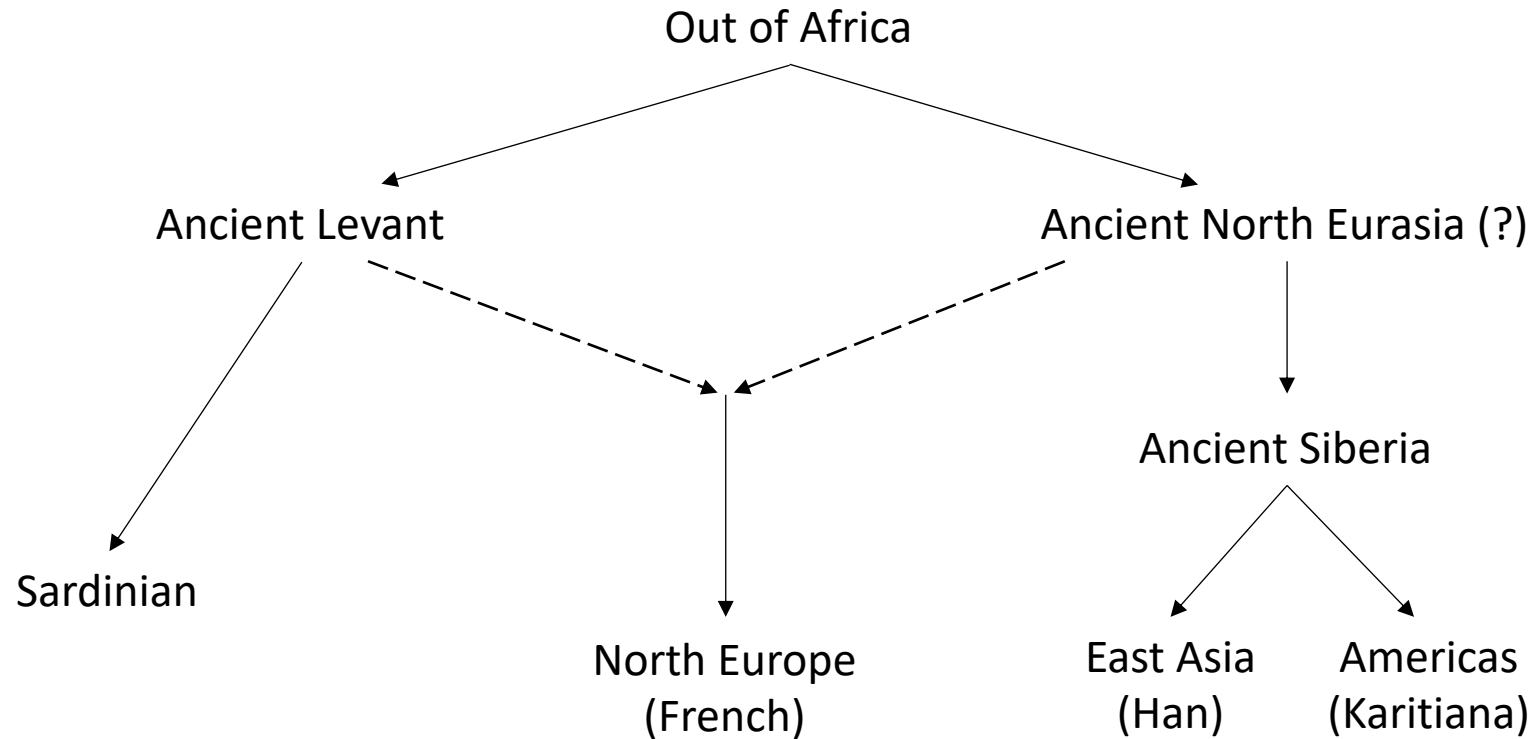 Out of Africa
Ancient Levant
Ancient North Eurasia (?)
Ancient Siberia
Sardinian
North Europe
(French)
East Asia
(Han)
Americas
(Karitiana)